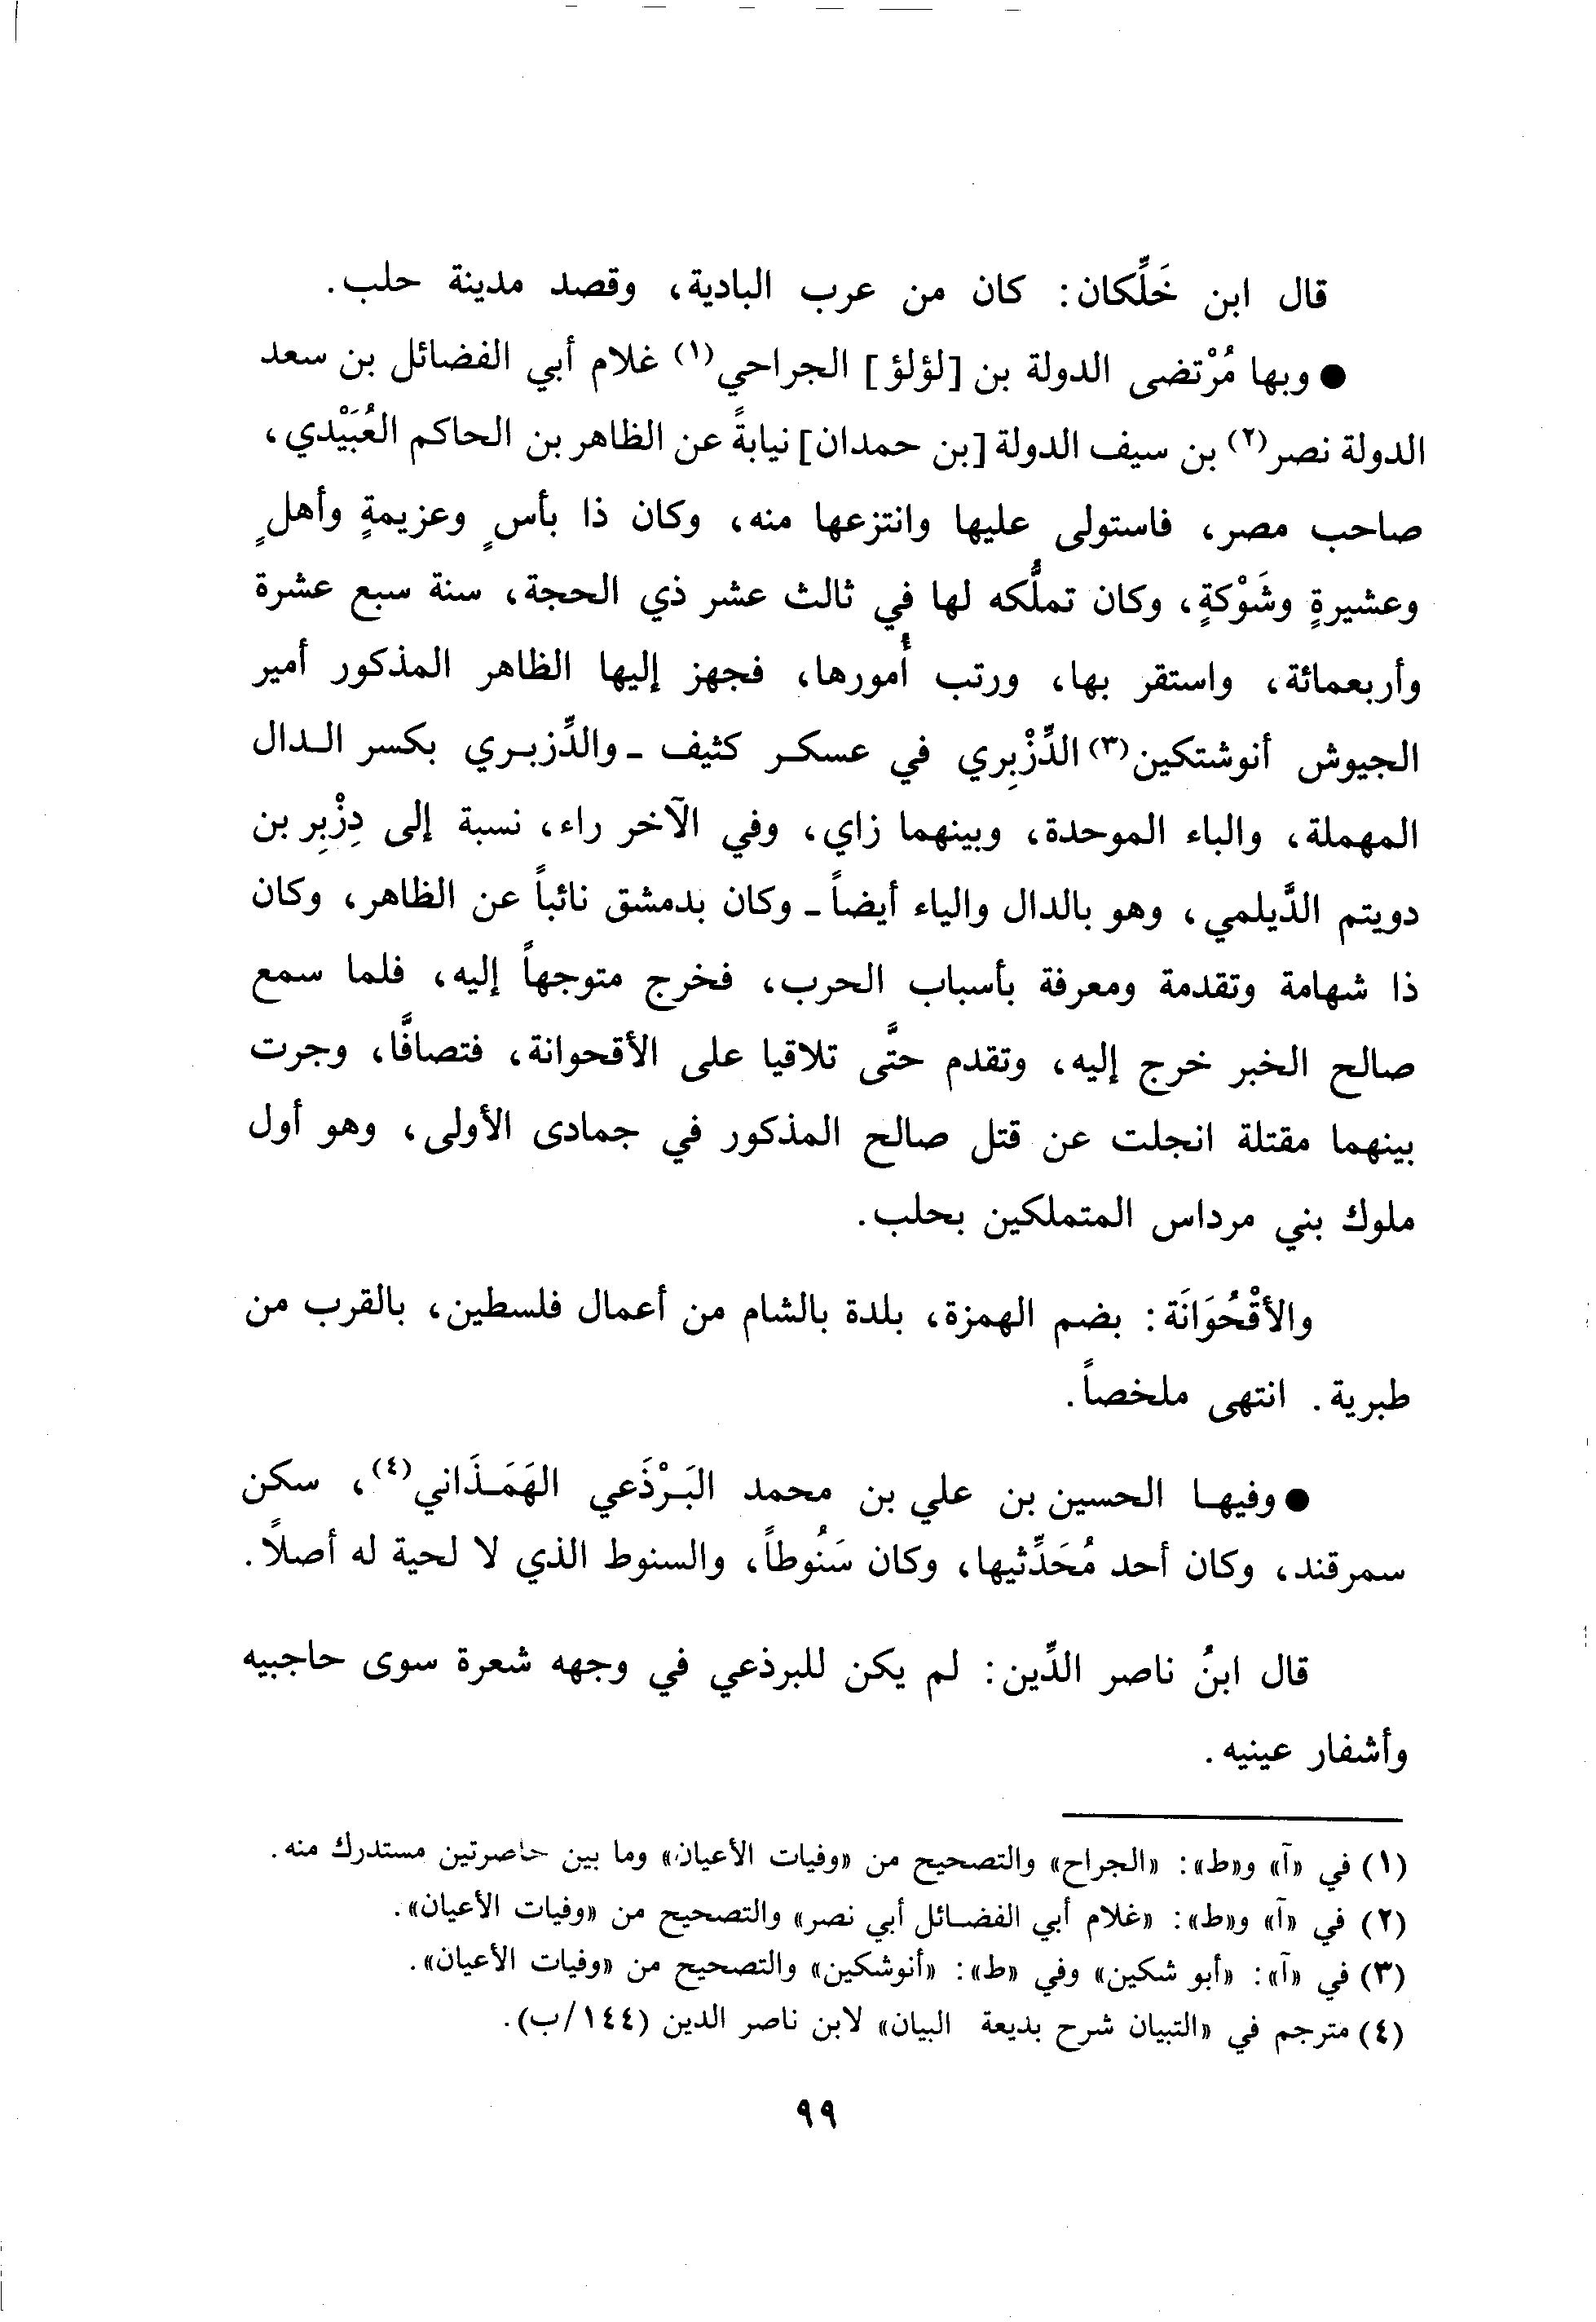 قال ابن خَلِّكان: كان من عرب البادية، وقصد مدينة حلب.
● وبها مُرْتضى الدولة بن [لؤلؤ] الجراحي(١) غلام أبي الفضائل بن سعد
الدولة نصر(٢) بن سيف الدولة [بن حمدان] نيابةً عن الظاهر بن الحاكم العُبَيْدي،
صاحب مصر، فاستولى عليها وانتزعها منه، وكان ذا بأسٍ وعزيمةٍ وأهلٍ
وعشيرةٍ وشَوْكةٍ، وكان تملُّكه لها في ثالث عشر ذي الحجة، سنة سبع عشرة
وأربعمائة، واستقر بها، ورتب أُمورها، فجهز إليها الظاهر المذكور أمير
الجيوش أنوشتكين(٣) الدِّزْبِري في عسكر كثيف - والدِّزبري بكسر الدال
المهملة، والباء الموحدة، وبينهما زاي، وفي الآخر راء، نسبة إلى دِزْبِر بن
دويتم الدَّيلمي، وهو بالدال والياء أيضاً - وكان بدمشق نائباً عن الظاهر، وكان
ذا شهامة وتقدمة ومعرفة بأسباب الحرب، فخرج متوجهاً إليه، فلما سمع
صالح الخبر خرج إليه، وتقدم حتَّى تلاقيا على الأقحوانة، فتصافَّا، وجرت
بينهما مقتلة انجلت عن قتل صالح المذكور في جمادى الأولى، وهو أول
ملوك بني مرداس المتملكين بحلب.
والأقْحُوَانَة: بضم الهمزة، بلدة بالشام من أعمال فلسطين، بالقرب من
طبرية. انتهى ملخصاً.
● وفيها الحسين بن علي بن محمد البَرْذَعي الهَمَذَاني(٤)، سكن
سمرقند، وكان أحد مُحَدِّثيها، وكان سَنُوطاً، والسنوط الذي لا لحية له أصلاً.
قال ابنُ ناصر الدِّين: لم يكن للبرذعي في وجهه شعرة سوى حاجبيه
وأشفار عينيه.
(١) في «آ» و«ط»: «الجراح» والتصحيح من «وفيات الأعيان» وما بين حاصرتين مستدرك منه.
(٢) في «آ» و«ط»: «غلام أبي الفضائل أبي نصر» والتصحيح من «وفيات الأعيان».
(٣) في «آ»: «أبو شكين» وفي «ط»: «أنوشكين» والتصحيح من «وفيات الأعيان».
(٤) مترجم في «التبيان شرح بديعة البيان» لابن ناصر الدين (١٤٤/ب).
٩٩